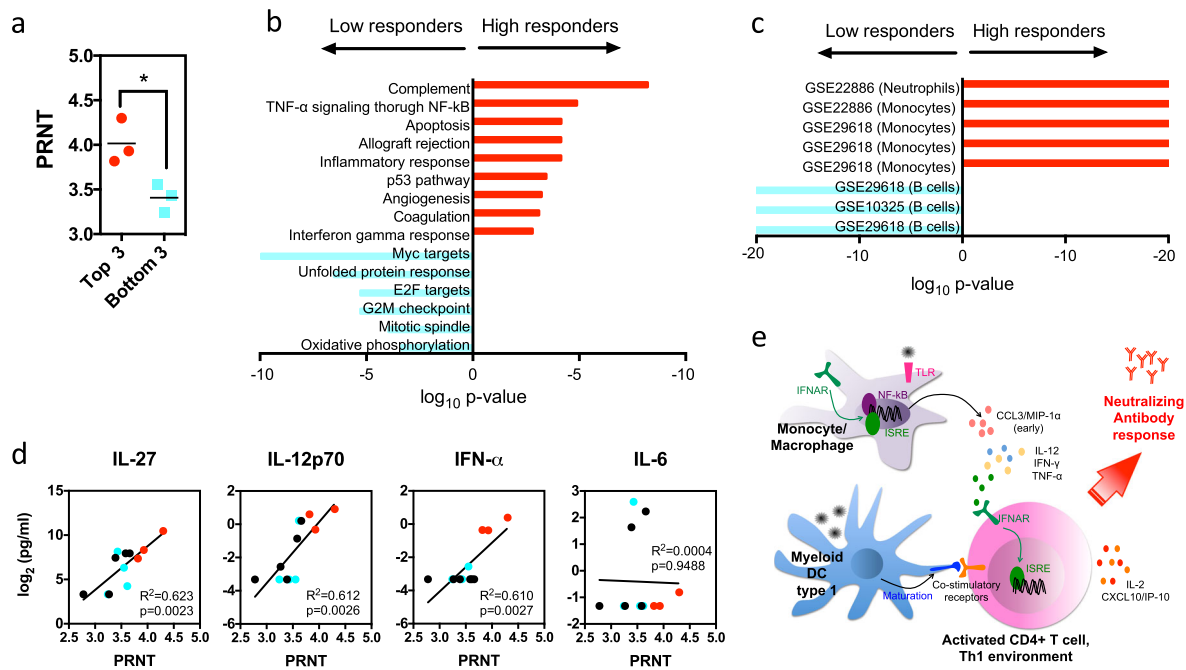 a
PRNT
5.0
4.5
4.0
3.5
3.0
*
Top 3
Bottom 3
b
Low responders
High responders
Complement
TNF-α signaling thorugh NF-kB
Apoptosis
Allograft rejection
Inflammatory response
p53 pathway
Angiogenesis
Coagulation
Interferon gamma response
Myc targets
Unfolded protein response
E2F targets
G2M checkpoint
Mitotic spindle
Oxidative phosphorylation
-10 -5 0 -5 -10
log10 p-value
c
Low responders
High responders
GSE22886 (Neutrophils)
GSE22886 (Monocytes)
GSE29618 (Monocytes)
GSE29618 (Monocytes)
GSE29618 (Monocytes)
GSE29618 (B cells)
GSE10325 (B cells)
GSE29618 (B cells)
-20 -10 0 -10 -20
log10 p-value
d
IL-27
log2 (pg/ml)
15
10
5
0
R2=0.623
p=0.0023
2.5 3.0 3.5 4.0 4.5 5.0
PRNT
IL-12p70
2
0
-2
-4
-6
R2=0.612
p=0.0026
2.5 3.0 3.5 4.0 4.5 5.0
PRNT
IFN-α
2
0
-2
-4
-6
R2=0.610
p=0.0027
2.5 3.0 3.5 4.0 4.5 5.0
PRNT
IL-6
3
2
1
0
-1
-2
R2=0.0004
p=0.9488
2.5 3.0 3.5 4.0 4.5 5.0
PRNT
e
IFNAR
TLR
NF-kB
ISRE
Monocyte/
Macrophage
CCL3/MIP-1α
(early)
IL-12
IFN-γ
TNF-α
Neutralizing
Antibody
response
Myeloid
DC
type 1
Maturation
Co-stimulatory
receptors
IFNAR
ISRE
IL-2
CXCL10/IP-10
Activated CD4+ T cell,
Th1 environment